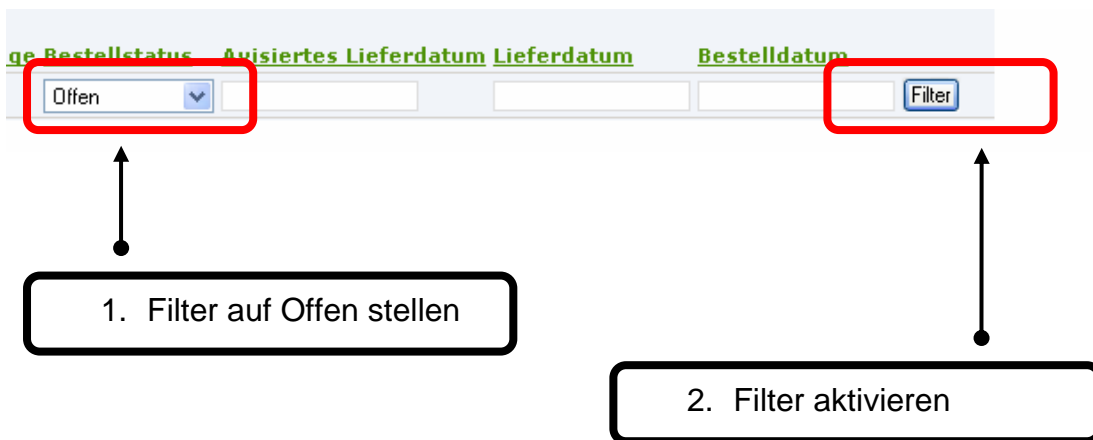 ge Bestellstatus Avisiertes Lieferdatum Lieferdatum Bestelldatum
Offen Filter
1. Filter auf Offen stellen
2. Filter aktivieren